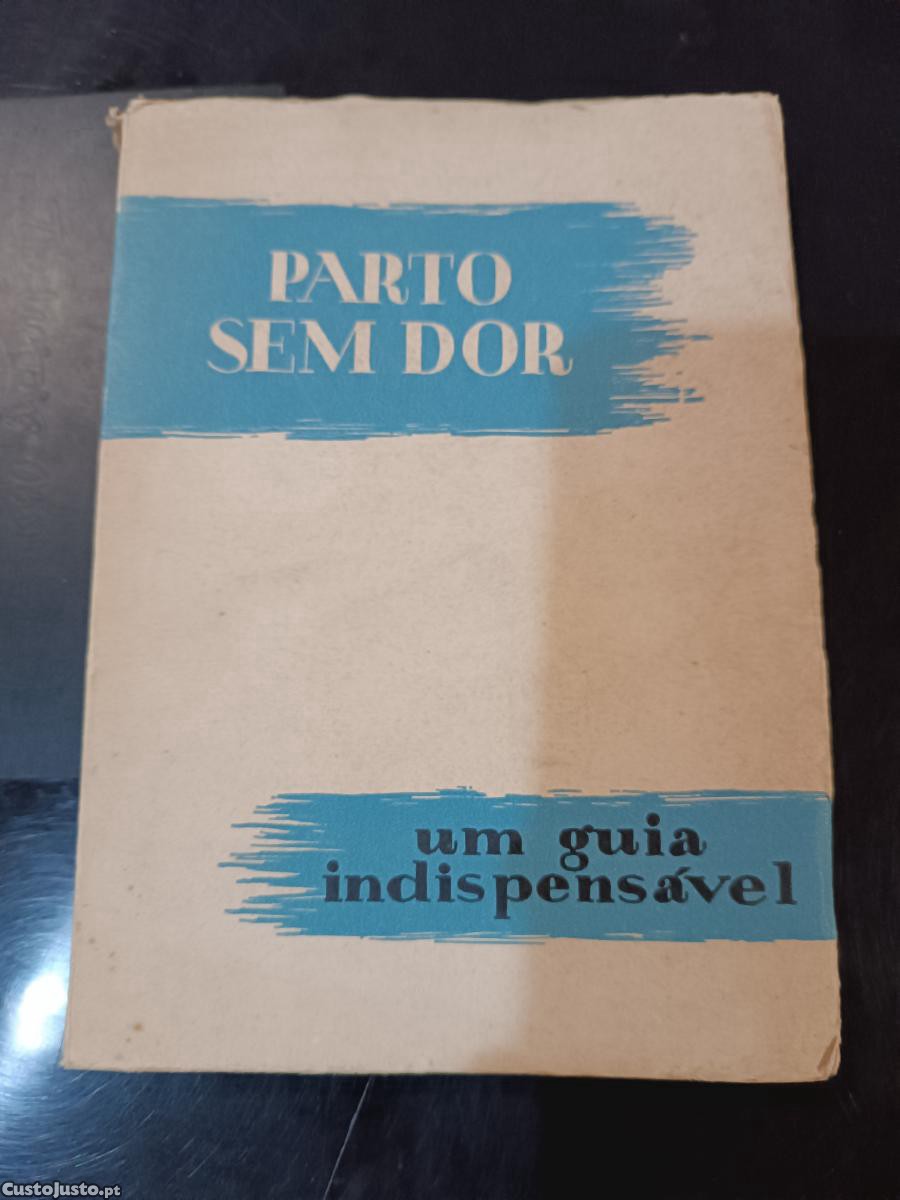 PARTO
SEM DOR
um guia
indispensável
CustoJusto.pt